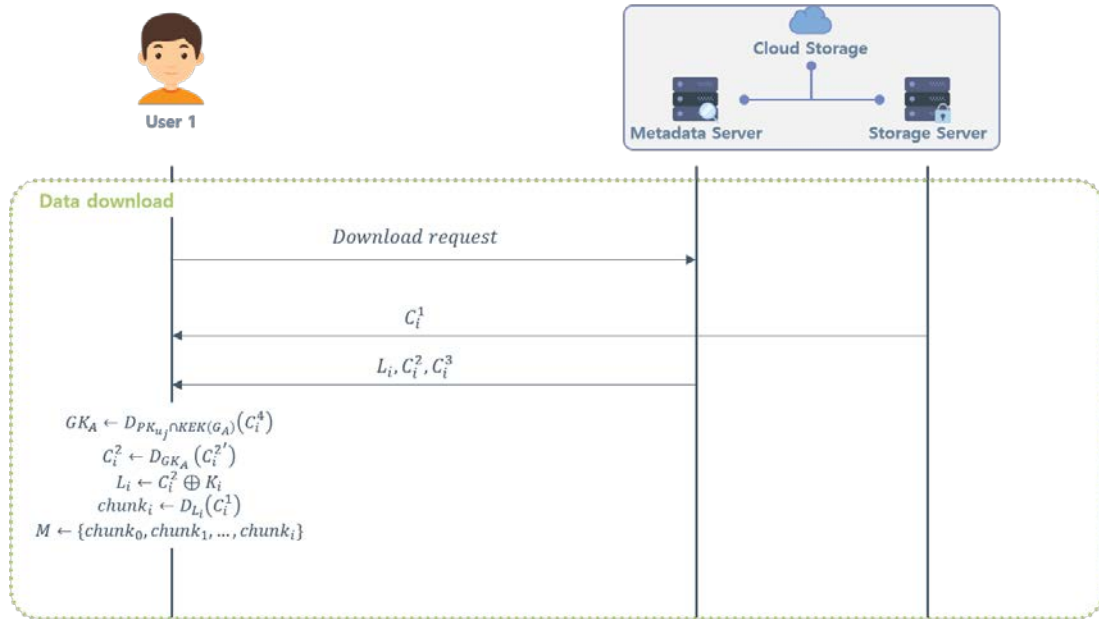 Cloud Storage
User 1
Metadata Server
Storage Server
Data download
Download request
C_i^1
L_i, C_i^2, C_i^3
GK_A ← D_{PK_{u_j}∩KEK(G_A)}(C_i^4)
C_i^2 ← D_{GK_A}(C_i^{2'})
L_i ← C_i^2 ⊕ K_i
chunk_i ← D_{L_i}(C_i^1)
M ← {chunk_0, chunk_1, ..., chunk_i}